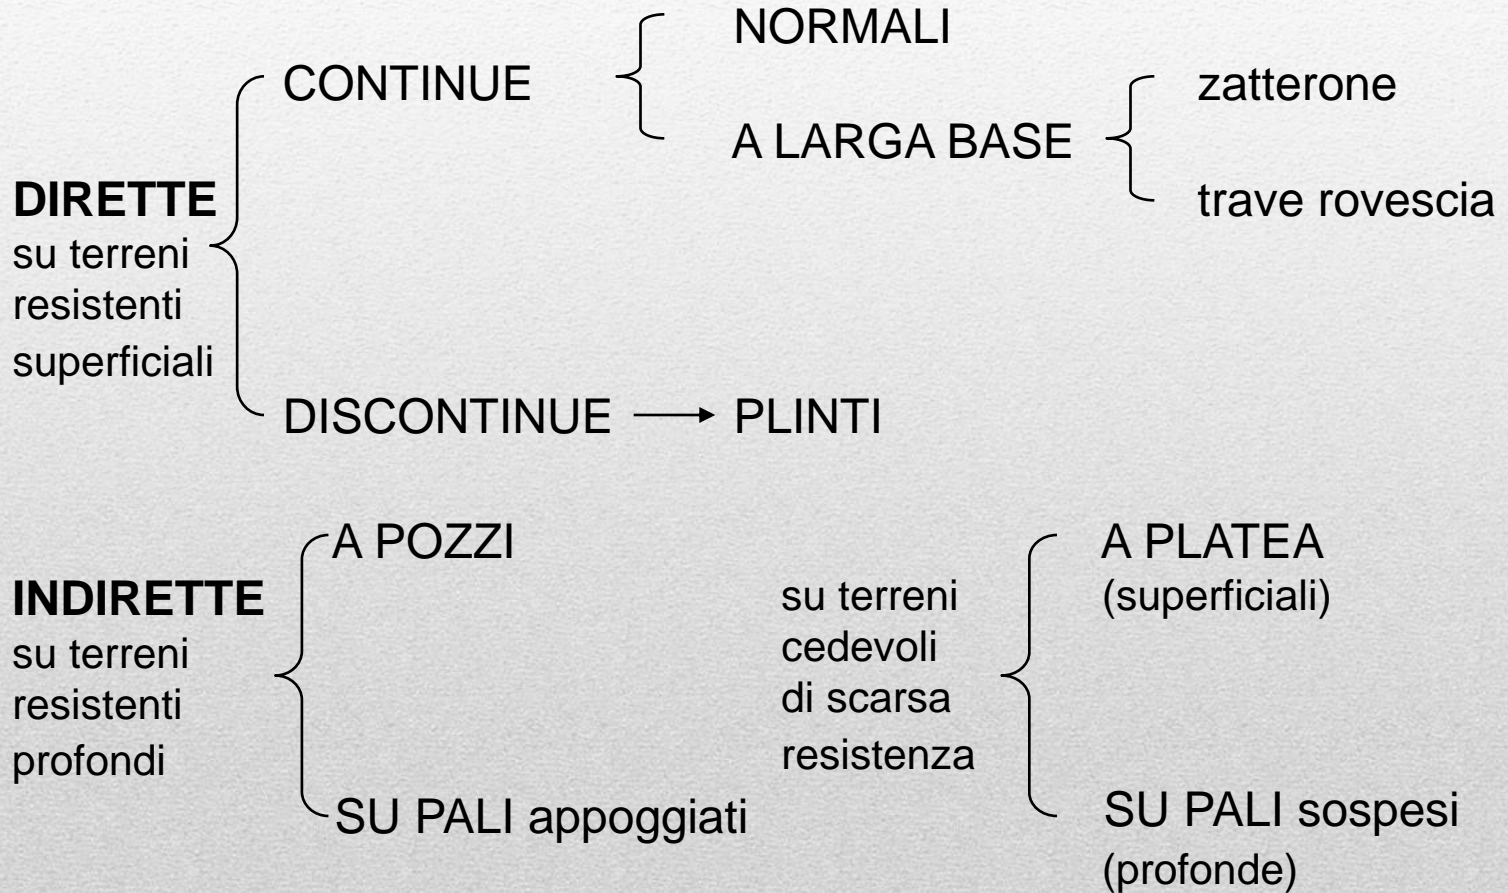 NORMALI
CONTINUE
zatterone
A LARGA BASE
DIRETTE
trave rovescia
su terreni
resistenti
superficiali
DISCONTINUE
PLINTI
A POZZI
INDIRETTE
su terreni
resistenti
profondi
SU PALI appoggiati
su terreni
cedevoli
di scarsa
resistenza
A PLATEA
(superficiali)
SU PALI sospesi
(profonde)